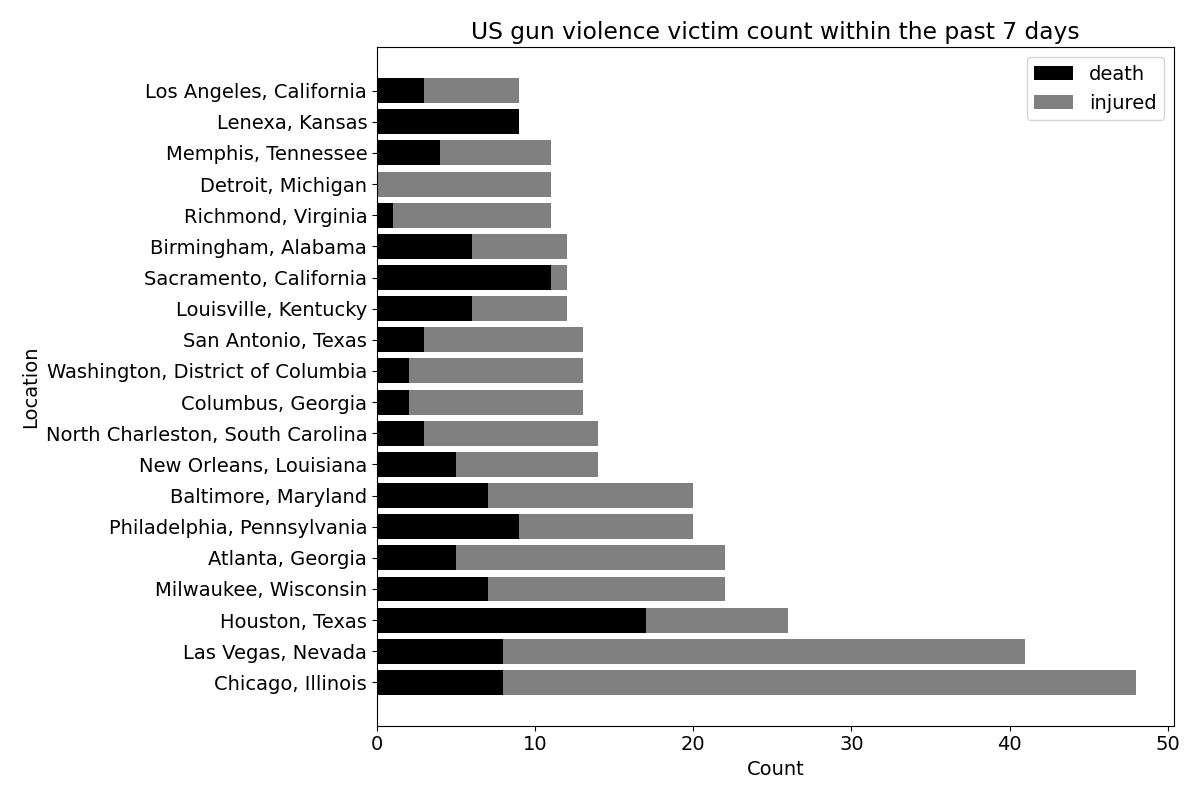 US gun violence victim count within the past 7 days
death
injured
Los Angeles, California
Lenexa, Kansas
Memphis, Tennessee
Detroit, Michigan
Richmond, Virginia
Birmingham, Alabama
Sacramento, California
Louisville, Kentucky
San Antonio, Texas
Washington, District of Columbia
Columbus, Georgia
North Charleston, South Carolina
New Orleans, Louisiana
Baltimore, Maryland
Philadelphia, Pennsylvania
Atlanta, Georgia
Milwaukee, Wisconsin
Houston, Texas
Las Vegas, Nevada
Chicago, Illinois
Location
0 10 20 30 40 50
Count